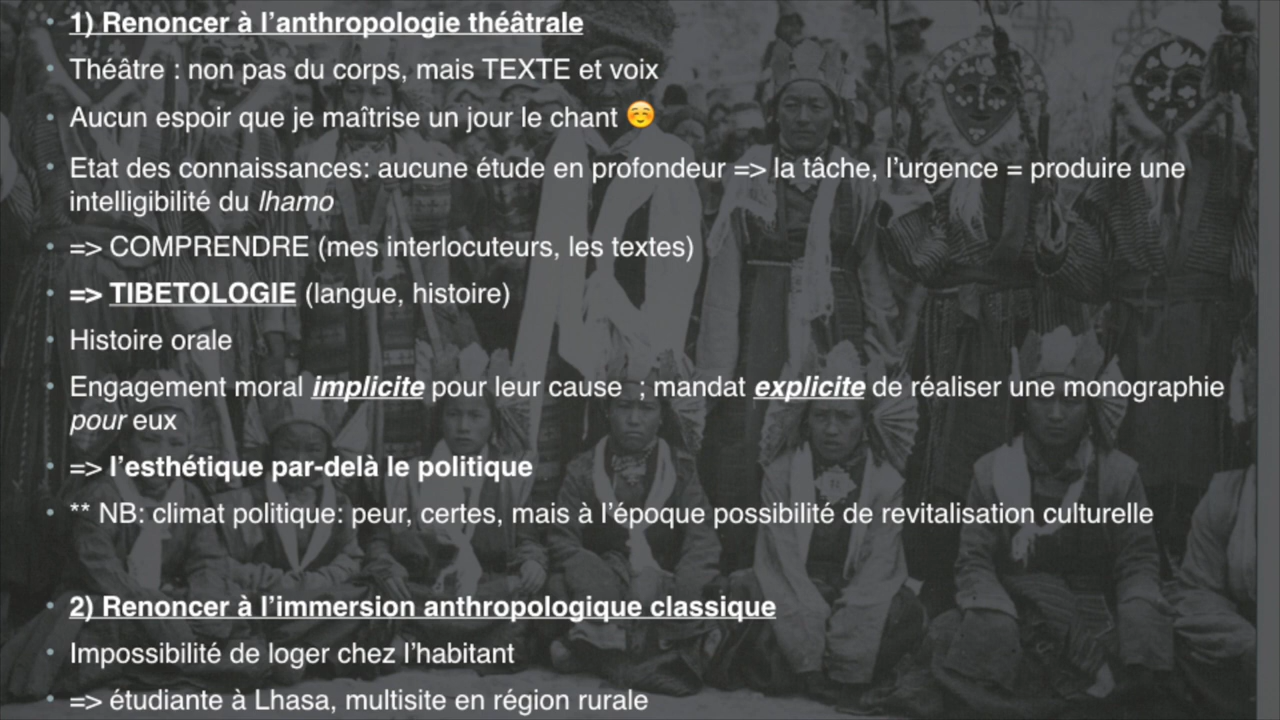 1) Renoncer à l’anthropologie théâtrale
Théâtre : non pas du corps, mais TEXTE et voix
Aucun espoir que je maîtrise un jour le chant ☺️
Etat des connaissances: aucune étude en profondeur => la tâche, l’urgence = produire une
intelligibilité du lhamo
=> COMPRENDRE (mes interlocuteurs, les textes)
=> TIBETOLOGIE (langue, histoire)
Histoire orale
Engagement moral implicite pour leur cause ; mandat explicite de réaliser une monographie
pour eux
=> l’esthétique par-delà le politique
** NB: climat politique: peur, certes, mais à l’époque possibilité de revitalisation culturelle
2) Renoncer à l’immersion anthropologique classique
Impossibilité de loger chez l’habitant
=> étudiante à Lhasa, multisite en région rurale